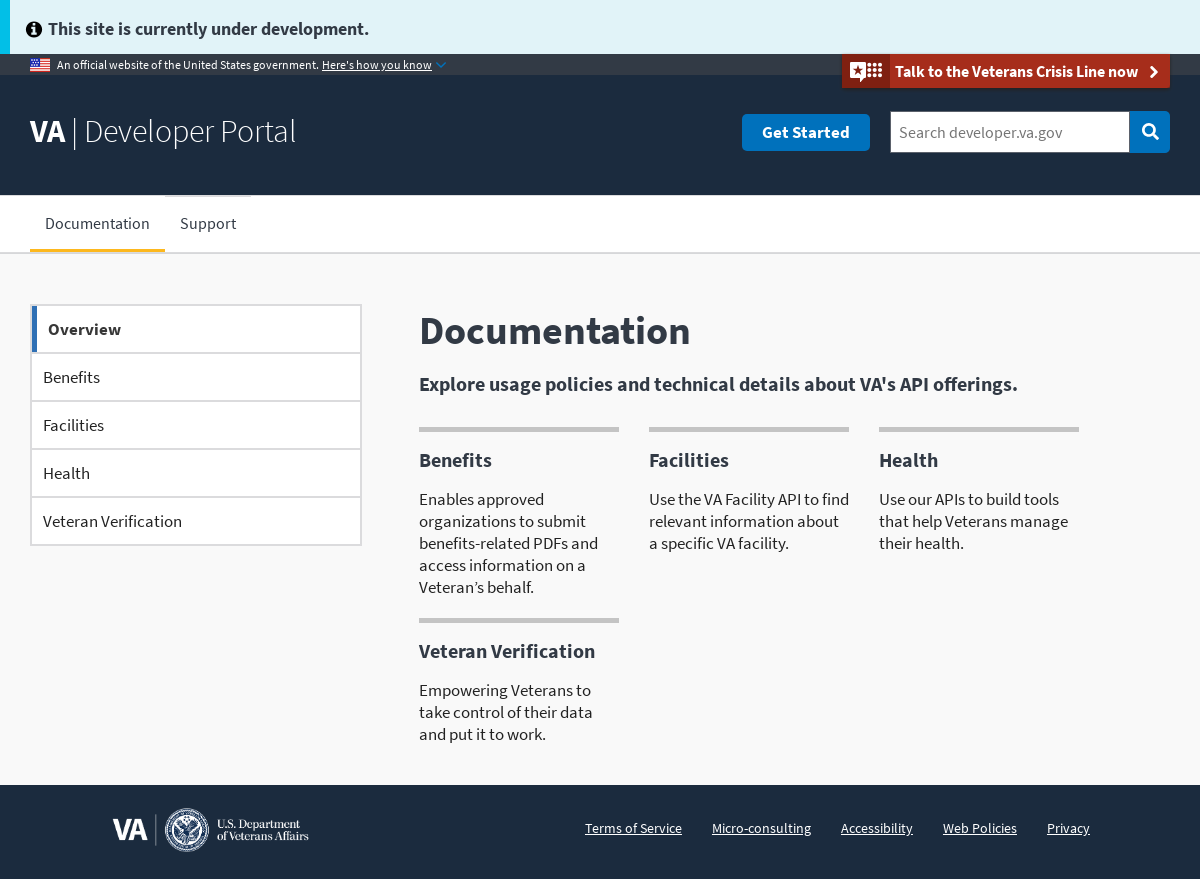 This site is currently under development.
An official website of the United States government. Here's how you know
Talk to the Veterans Crisis Line now
VA | Developer Portal
Get Started
Search developer.va.gov
Documentation
Support
Overview
Benefits
Facilities
Health
Veteran Verification
Documentation
Explore usage policies and technical details about VA's API offerings.
Benefits
Enables approved
organizations to submit
benefits-related PDFs and
access information on a
Veteran’s behalf.
Facilities
Use the VA Facility API to find
relevant information about
a specific VA facility.
Health
Use our APIs to build tools
that help Veterans manage
their health.
Veteran Verification
Empowering Veterans to
take control of their data
and put it to work.
VA
U.S. Department
of Veterans Affairs
Terms of Service
Micro-consulting
Accessibility
Web Policies
Privacy